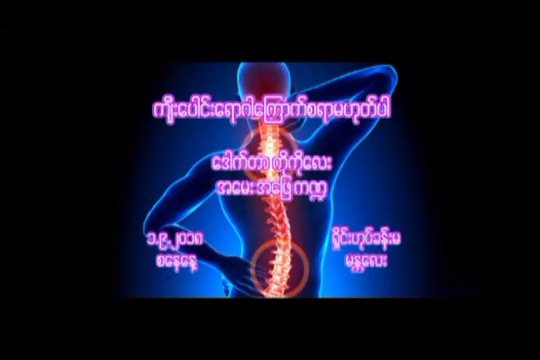 ကျီးပေါင်းရောဂါကြောက်စရာမဟုတ်ပါ
ဒေါက်တာ ကိုကိုလေး
အမေး အဖြေ ကဏ္ဍ
၁.၉.၂၀၁၈
စနေနေ့
ရှိုင်းဟုပ်ခန်းမ
မန္တလေး